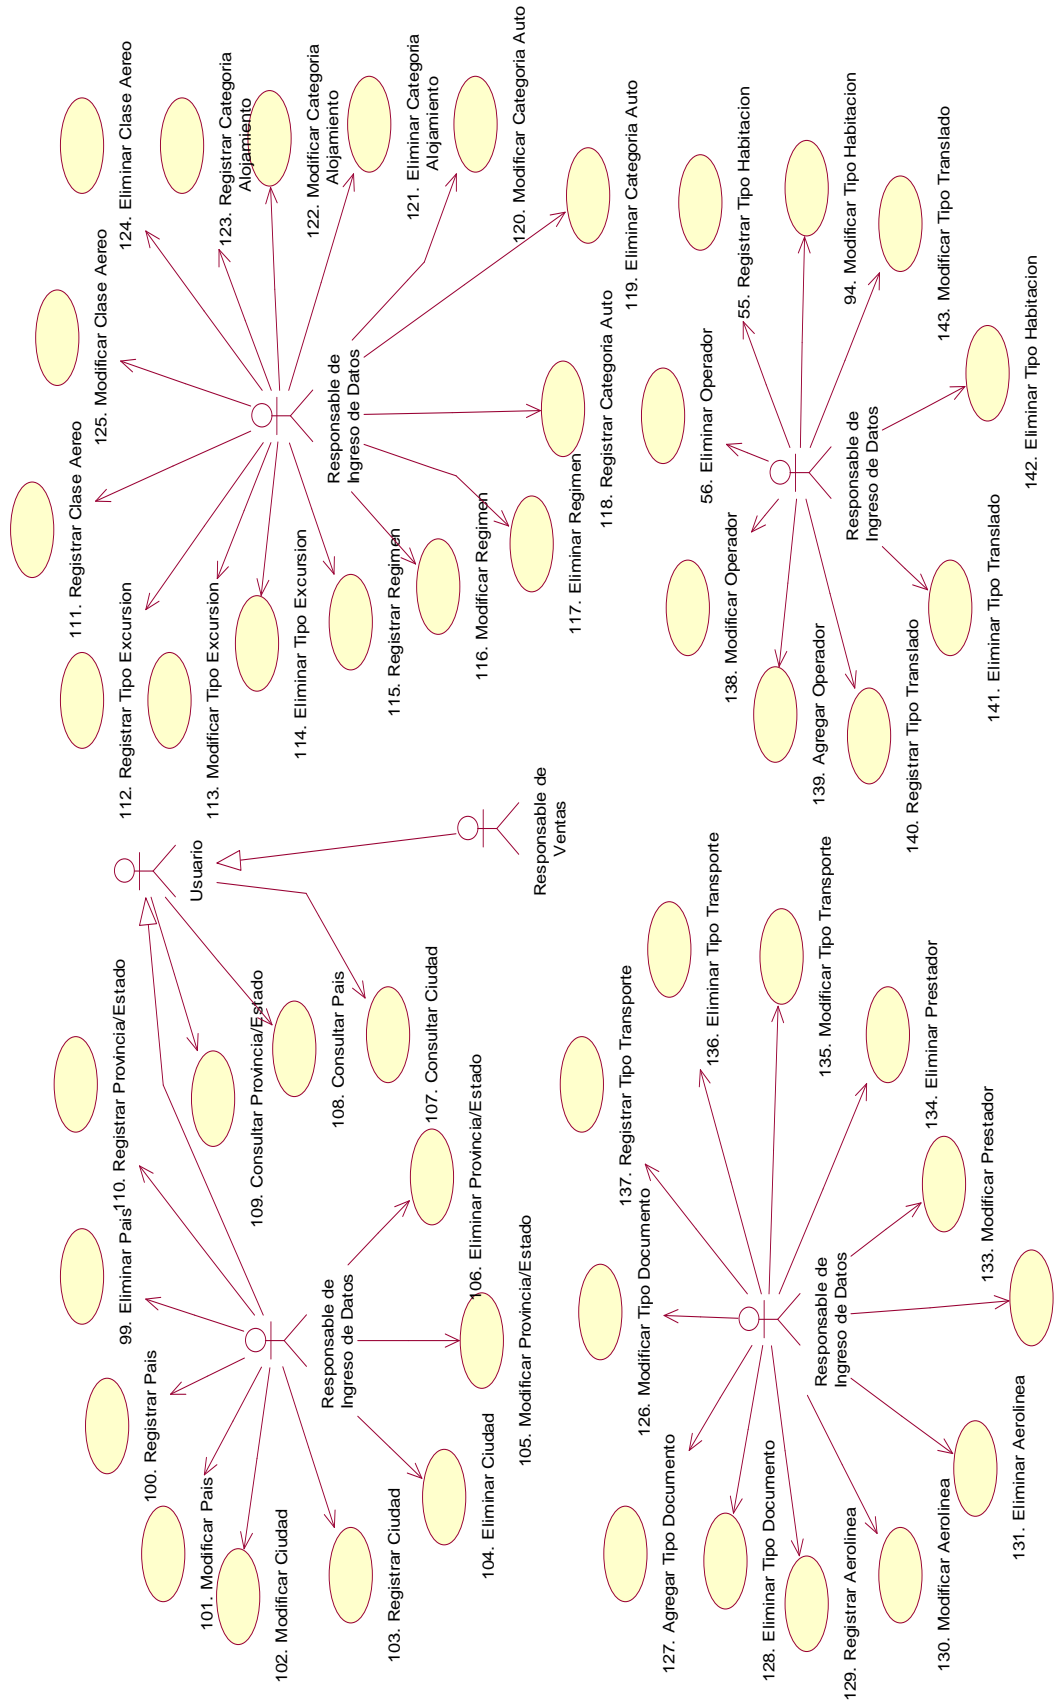 99. Eliminar Pais
110. Registrar Provincia/Estado
100. Registrar Pais
101. Modificar Pais
102. Modificar Ciudad
103. Registrar Ciudad
104. Eliminar Ciudad
105. Modificar Provincia/Estado
106. Eliminar Provincia/Estado
107. Consultar Ciudad
108. Consultar Pais
109. Consultar Provincia/Estado
Responsable de
Ingreso de Datos
Usuario
Responsable de
Ventas
111. Registrar Clase Aereo
125. Modificar Clase Aereo
124. Eliminar Clase Aereo
112. Registrar Tipo Excursion
113. Modificar Tipo Excursion
114. Eliminar Tipo Excursion
115. Registrar Regimen
116. Modificar Regimen
117. Eliminar Regimen
118. Registrar Categoria Auto
119. Eliminar Categoria Auto
120. Modificar Categoria Auto
121. Eliminar Categoria
Alojamiento
122. Modificar Categoria
Alojamiento
123. Registrar Categoria
Alojamiento
Responsable de
Ingreso de Datos
126. Modificar Tipo Documento
137. Registrar Tipo Transporte
136. Eliminar Tipo Transporte
127. Agregar Tipo Documento
128. Eliminar Tipo Documento
129. Registrar Aerolinea
130. Modificar Aerolinea
131. Eliminar Aerolinea
133. Modificar Prestador
134. Eliminar Prestador
135. Modificar Tipo Transporte
Responsable de
Ingreso de Datos
138. Modificar Operador
56. Eliminar Operador
55. Registrar Tipo Habitacion
139. Agregar Operador
140. Registrar Tipo Translado
141. Eliminar Tipo Translado
142. Eliminar Tipo Habitacion
143. Modificar Tipo Translado
94. Modificar Tipo Habitacion
Responsable de
Ingreso de Datos